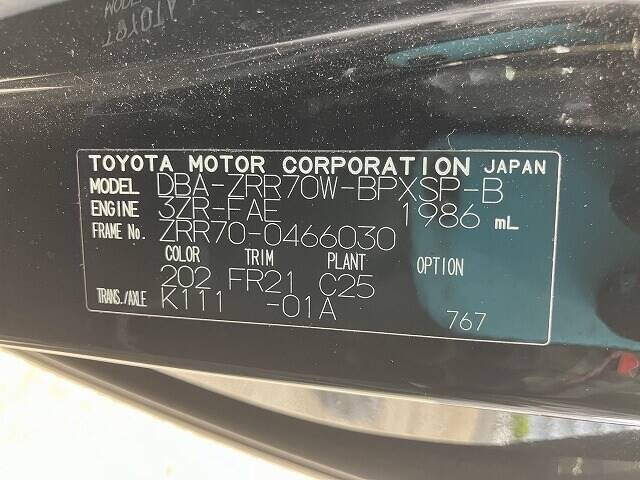 TOYOTA MOTOR CORPORATION JAPAN
MODEL DBA-ZRR70W-BPXSP-B
ENGINE 3ZR-FAE 1986 mL
FRAME No. ZRR70-0466030
COLOR TRIM PLANT OPTION
202 FR21 C25
TRANS./AXLE K111 -01A
767